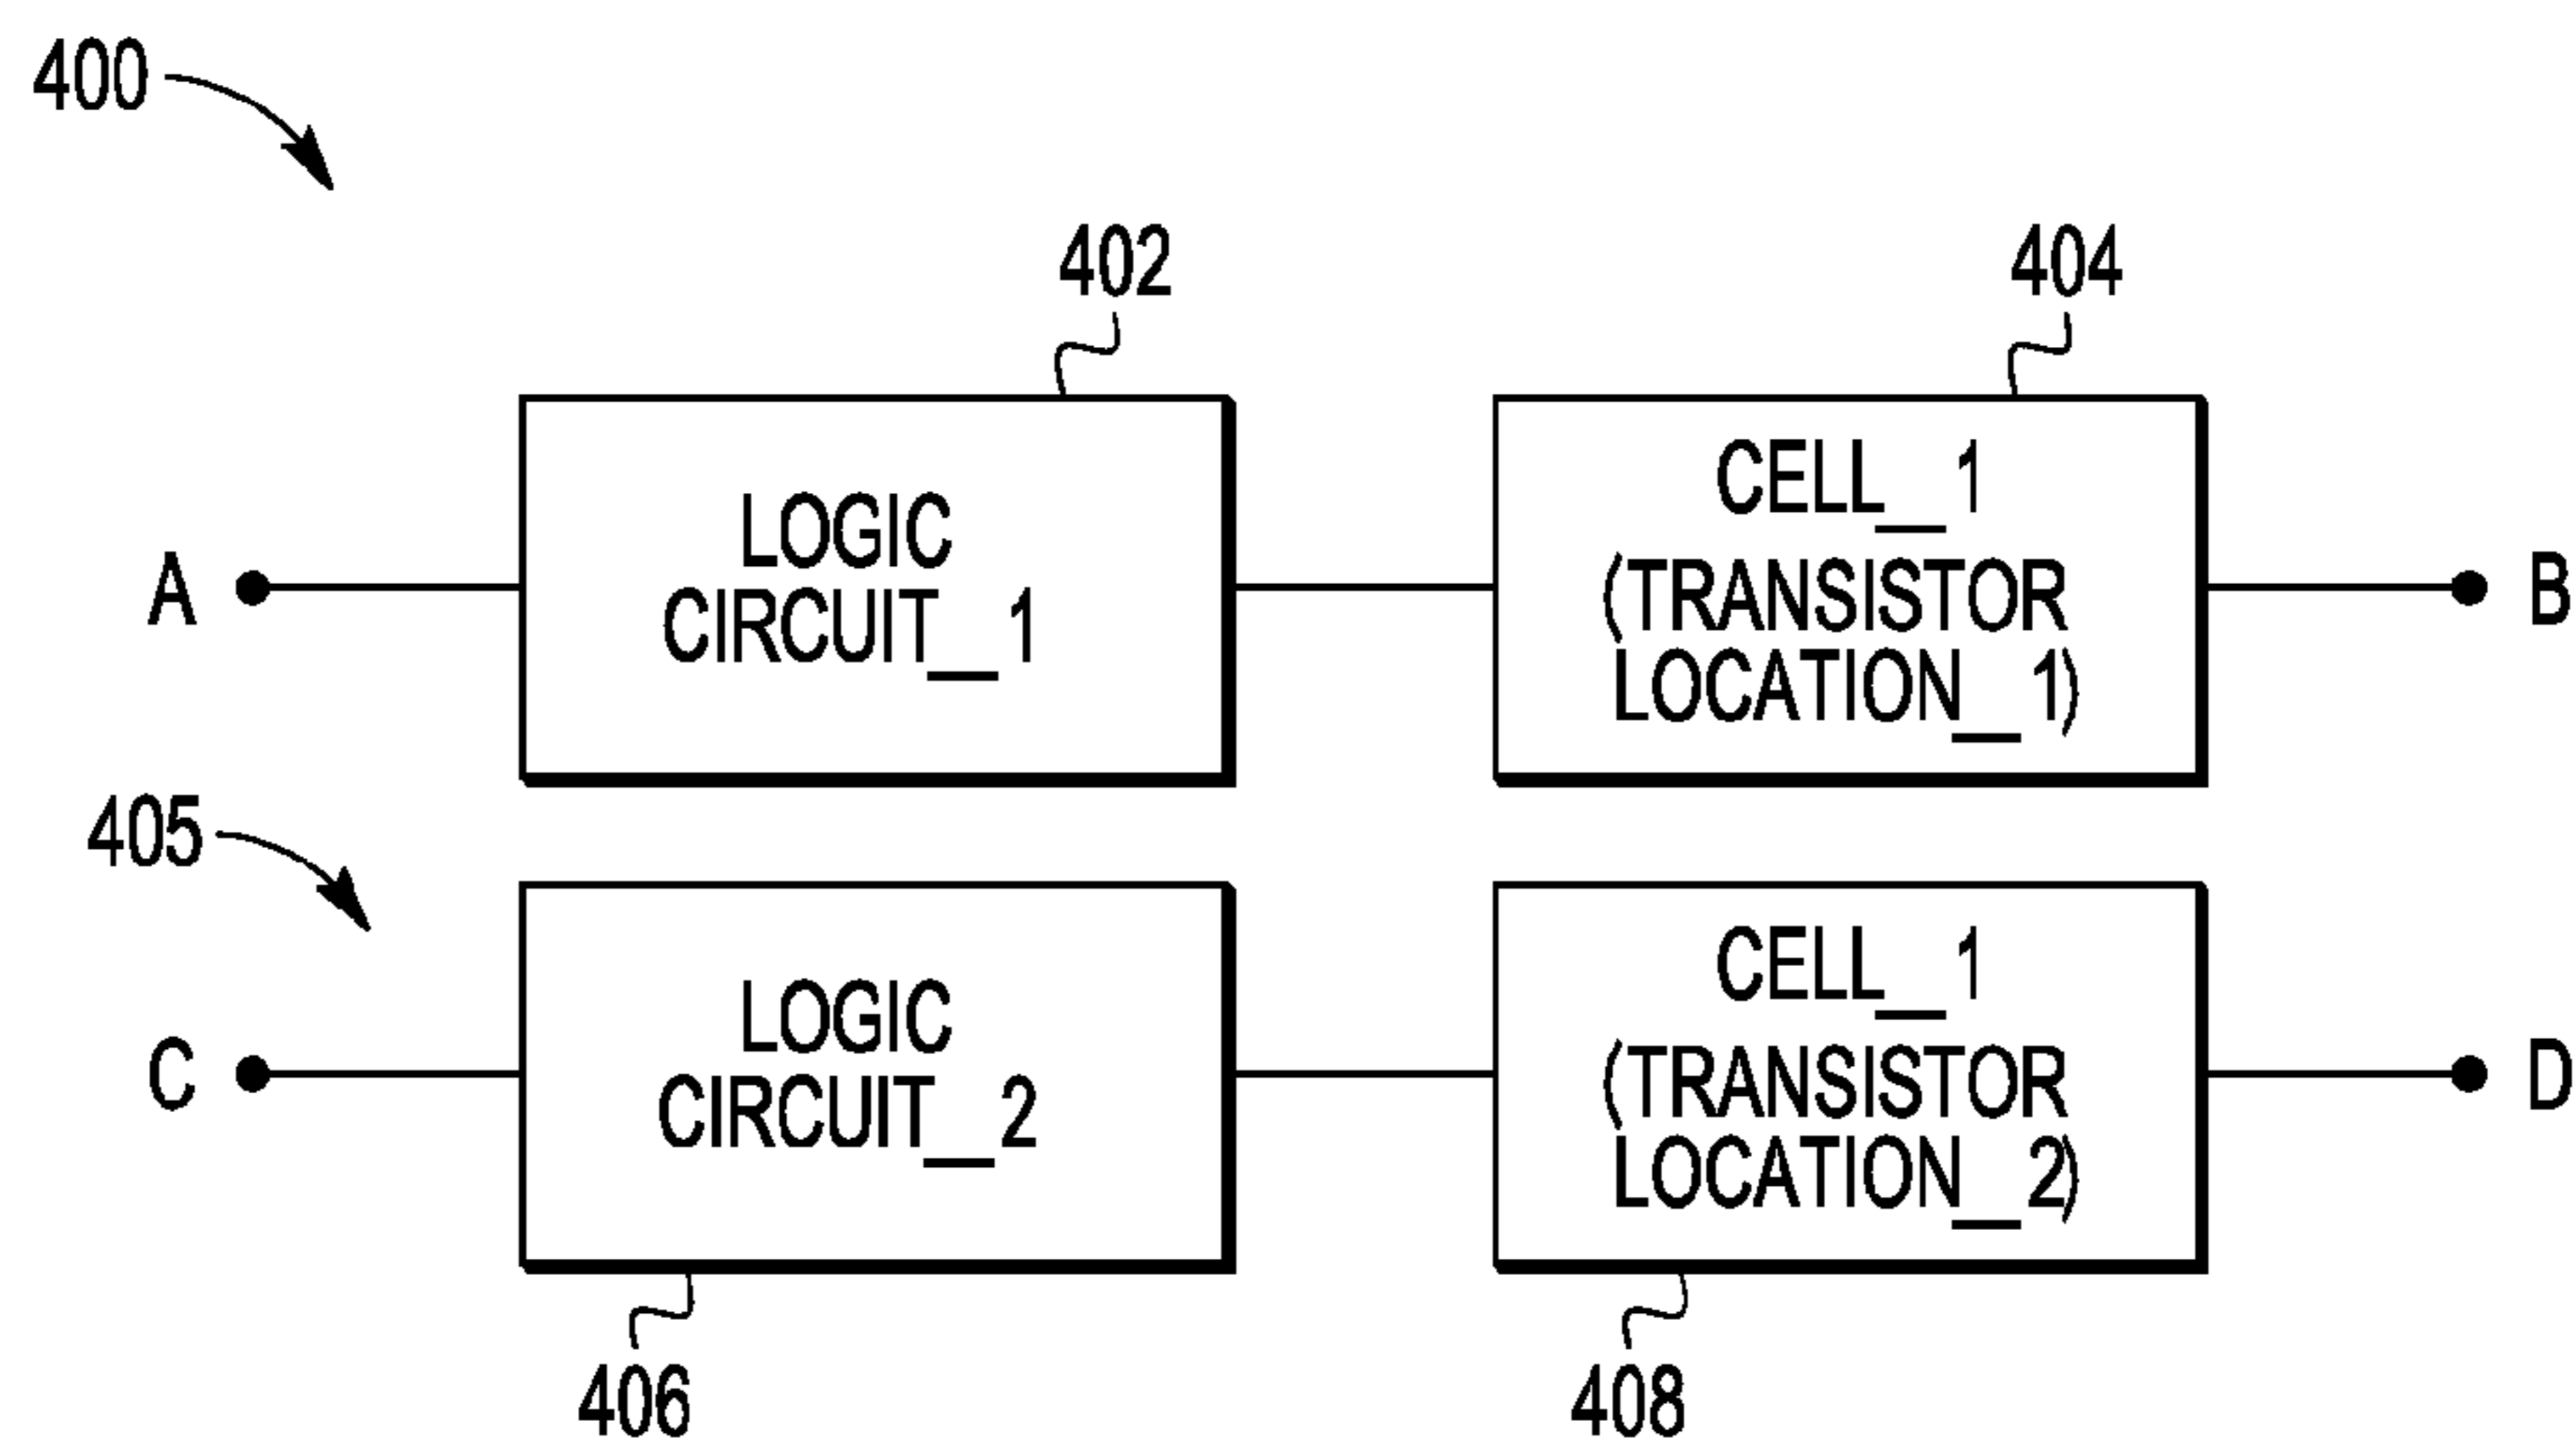 400
402
404
LOGIC
CIRCUIT_1
CELL_1
(TRANSISTOR
LOCATION_1)
A
B
405
LOGIC
CIRCUIT_2
CELL_1
(TRANSISTOR
LOCATION_2)
C
D
406
408